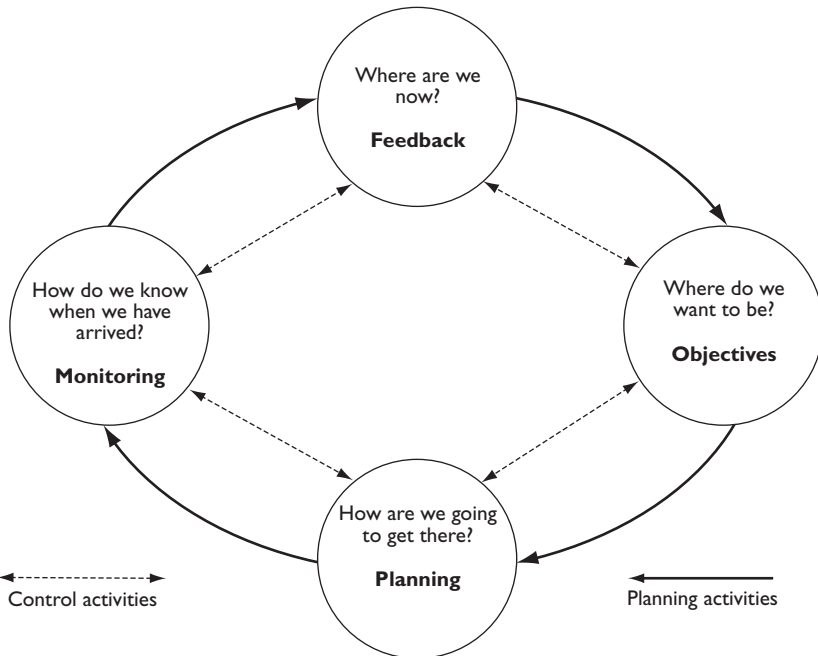 Where are we
now?
Feedback
Where do we
want to be?
Objectives
How do we know
when we have
arrived?
Monitoring
How are we going
to get there?
Planning
Control activities
Planning activities